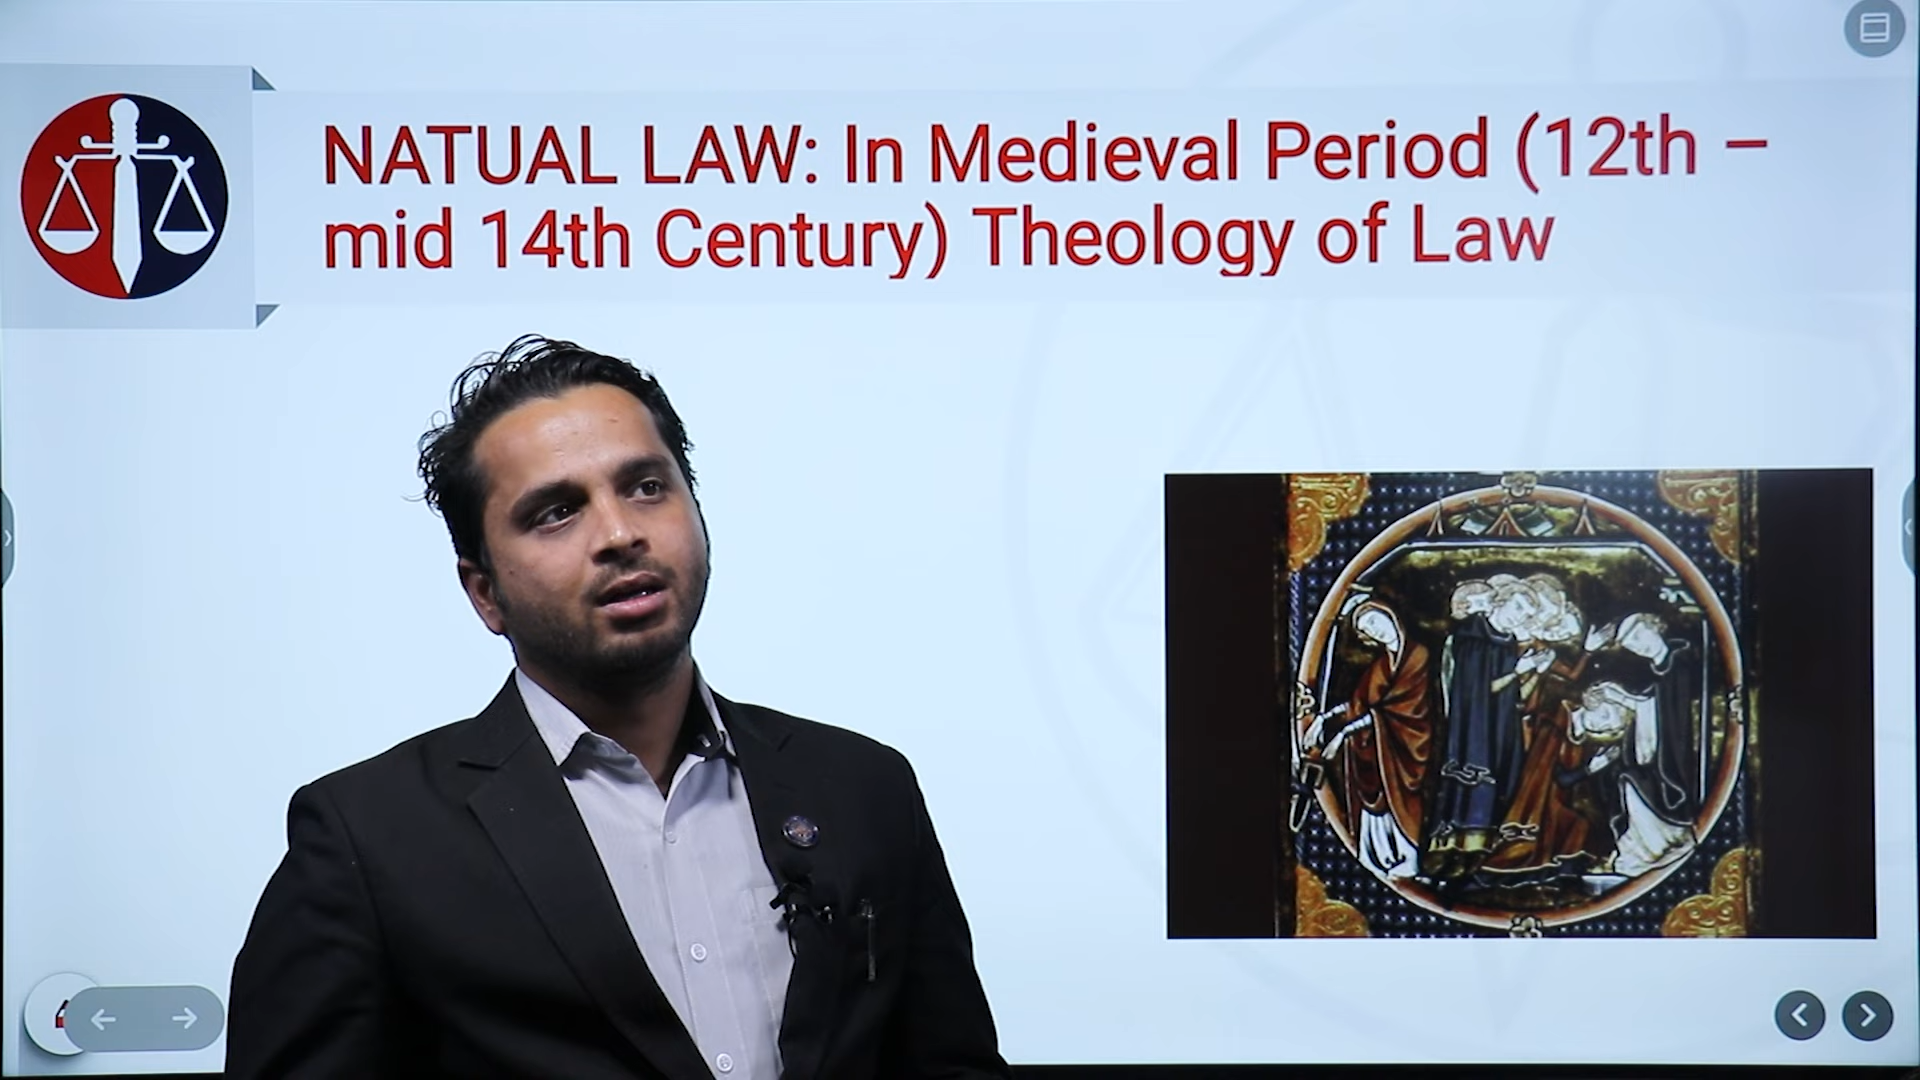 NATUAL LAW: In Medieval Period (12th –
mid 14th Century) Theology of Law